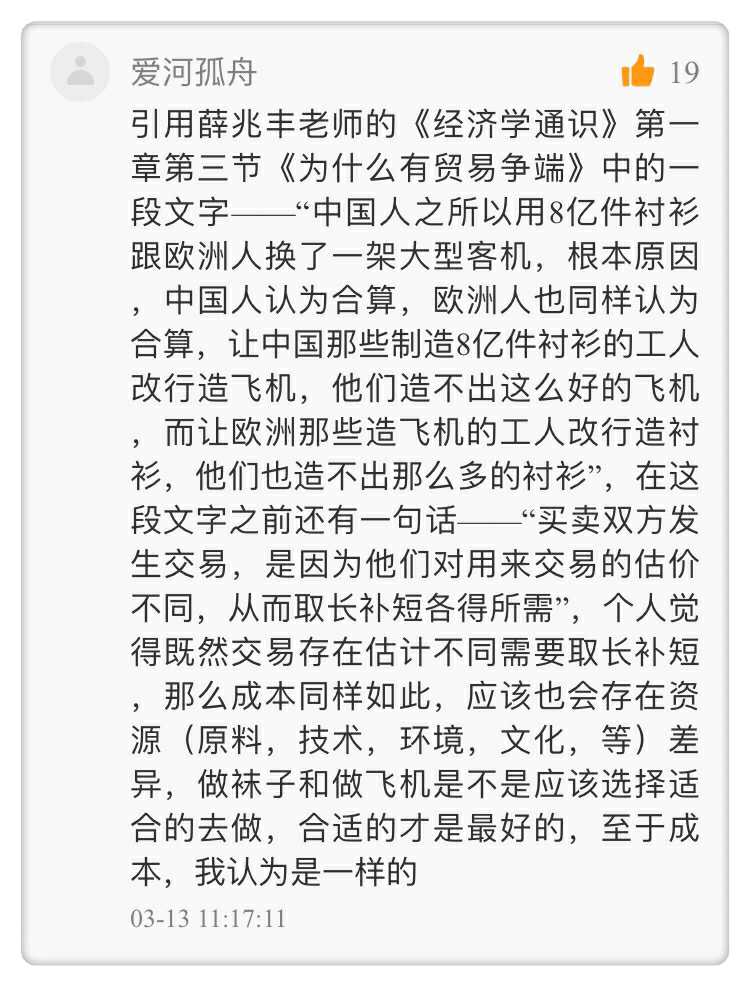 爱河孤舟
19
引用薛兆丰老师的《经济学通识》第一
章第三节《为什么有贸易争端》中的一
段文字——“中国人之所以用8亿件衬衫
跟欧洲人换了一架大型客机，根本原因
，中国人认为合算，欧洲人也同样认为
合算，让中国那些制造8亿件衬衫的工人
改行造飞机，他们造不出这么好的飞机
，而让欧洲那些造飞机的工人改行造衬
衫，他们也造不出那么多的衬衫”，在这
段文字之前还有一句话——“买卖双方发
生交易，是因为他们对用来交易的估价
不同，从而取长补短各得所需”，个人觉
得既然交易存在估计不同需要取长补短
，那么成本同样如此，应该也会存在资
源（原料，技术，环境，文化，等）差
异，做袜子和做飞机是不是应该选择适
合的去做，合适的才是最好的，至于成
本，我认为是一样的
03-13 11:17:11